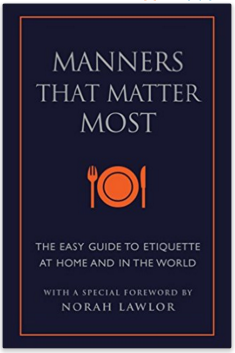 MANNERS
THAT MATTER
MOST
THE EASY GUIDE TO ETIQUETTE
AT HOME AND IN THE WORLD
WITH A SPECIAL FOREWORD BY
NORAH LAWLOR